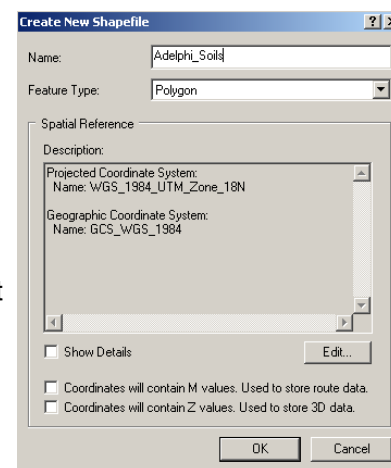 Create New Shapefile
Name: Adelphi_Soils
Feature Type: Polygon
Spatial Reference
Description:
Projected Coordinate System:
Name: WGS_1984_UTM_Zone_18N
Geographic Coordinate System:
Name: GCS_WGS_1984
Show Details
Edit...
Coordinates will contain M values. Used to store route data.
Coordinates will contain Z values. Used to store 3D data.
OK Cancel